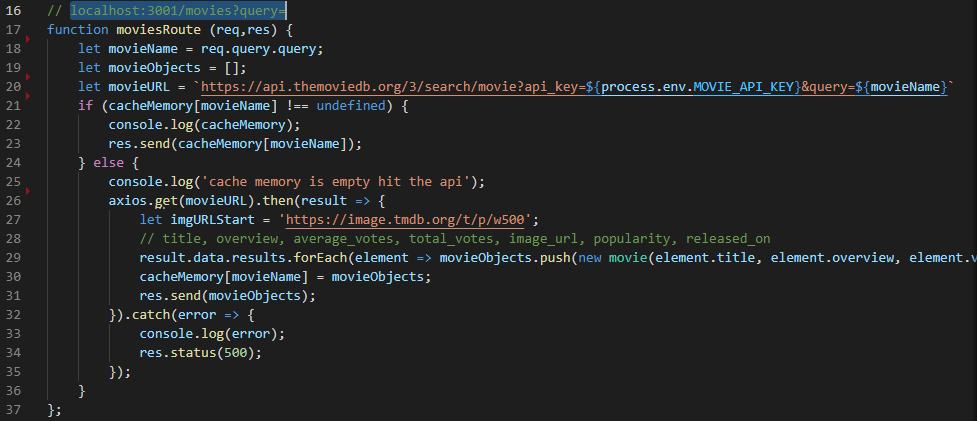 16 // localhost:3001/movies?query=
17 function moviesRoute (req,res) {
18 let movieName = req.query.query;
19 let movieObjects = [];
20 let movieURL = `https://api.themoviedb.org/3/search/movie?api_key=${process.env.MOVIE_API_KEY}&query=${movieName}`
21 if (cacheMemory[movieName] !== undefined) {
22 console.log(cacheMemory);
23 res.send(cacheMemory[movieName]);
24 } else {
25 console.log('cache memory is empty hit the api');
26 axios.get(movieURL).then(result => {
27 let imgURLStart = 'https://image.tmdb.org/t/p/w500';
28 // title, overview, average_votes, total_votes, image_url, popularity, released_on
29 result.data.results.forEach(element => movieObjects.push(new movie(element.title, element.overview, element.v
30 cacheMemory[movieName] = movieObjects;
31 res.send(movieObjects);
32 }).catch(error => {
33 console.log(error);
34 res.status(500);
35 });
36 }
37 };